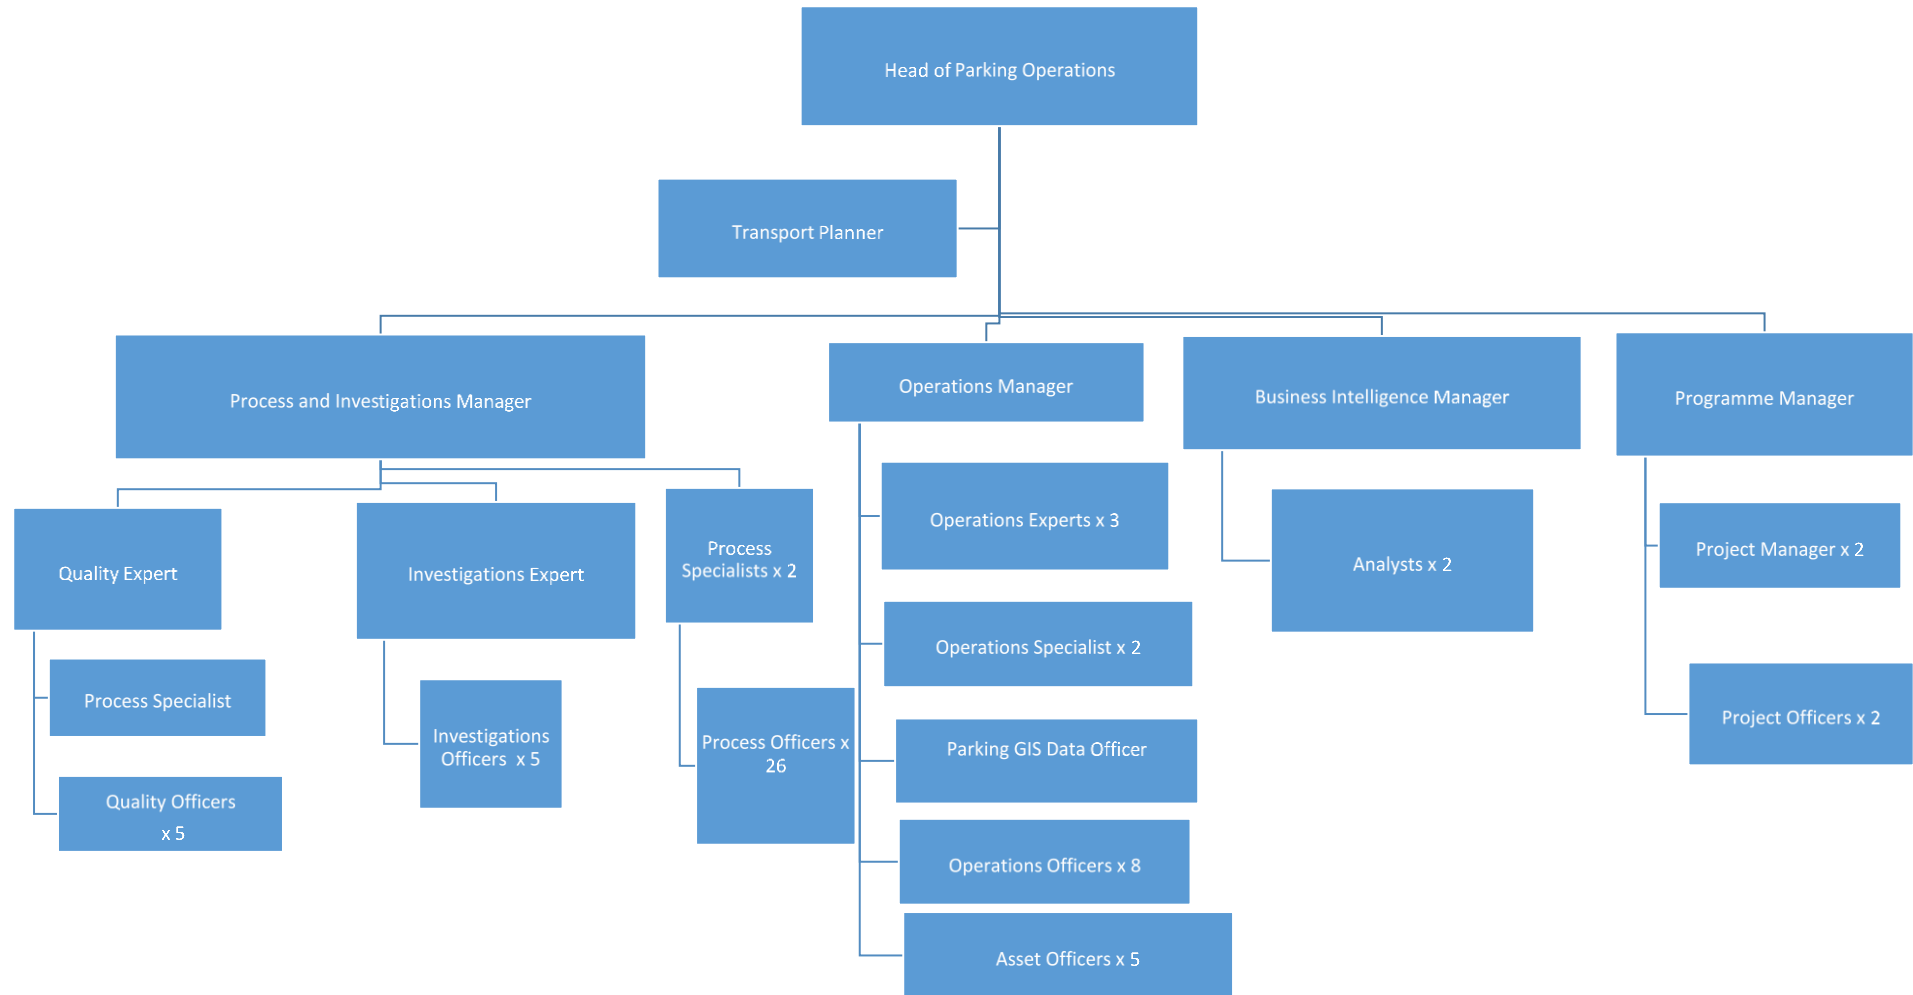 Head of Parking Operations
Transport Planner
Process and Investigations Manager
Operations Manager
Business Intelligence Manager
Programme Manager
Quality Expert
Investigations Expert
Process
Specialists x 2
Operations Experts x 3
Analysts x 2
Project Manager x 2
Process Specialist
Operations Specialist x 2
Investigations
Officers  x 5
Process Officers x
26
Parking GIS Data Officer
Project Officers x 2
Quality Officers
x 5
Operations Officers x 8
Asset Officers x 5